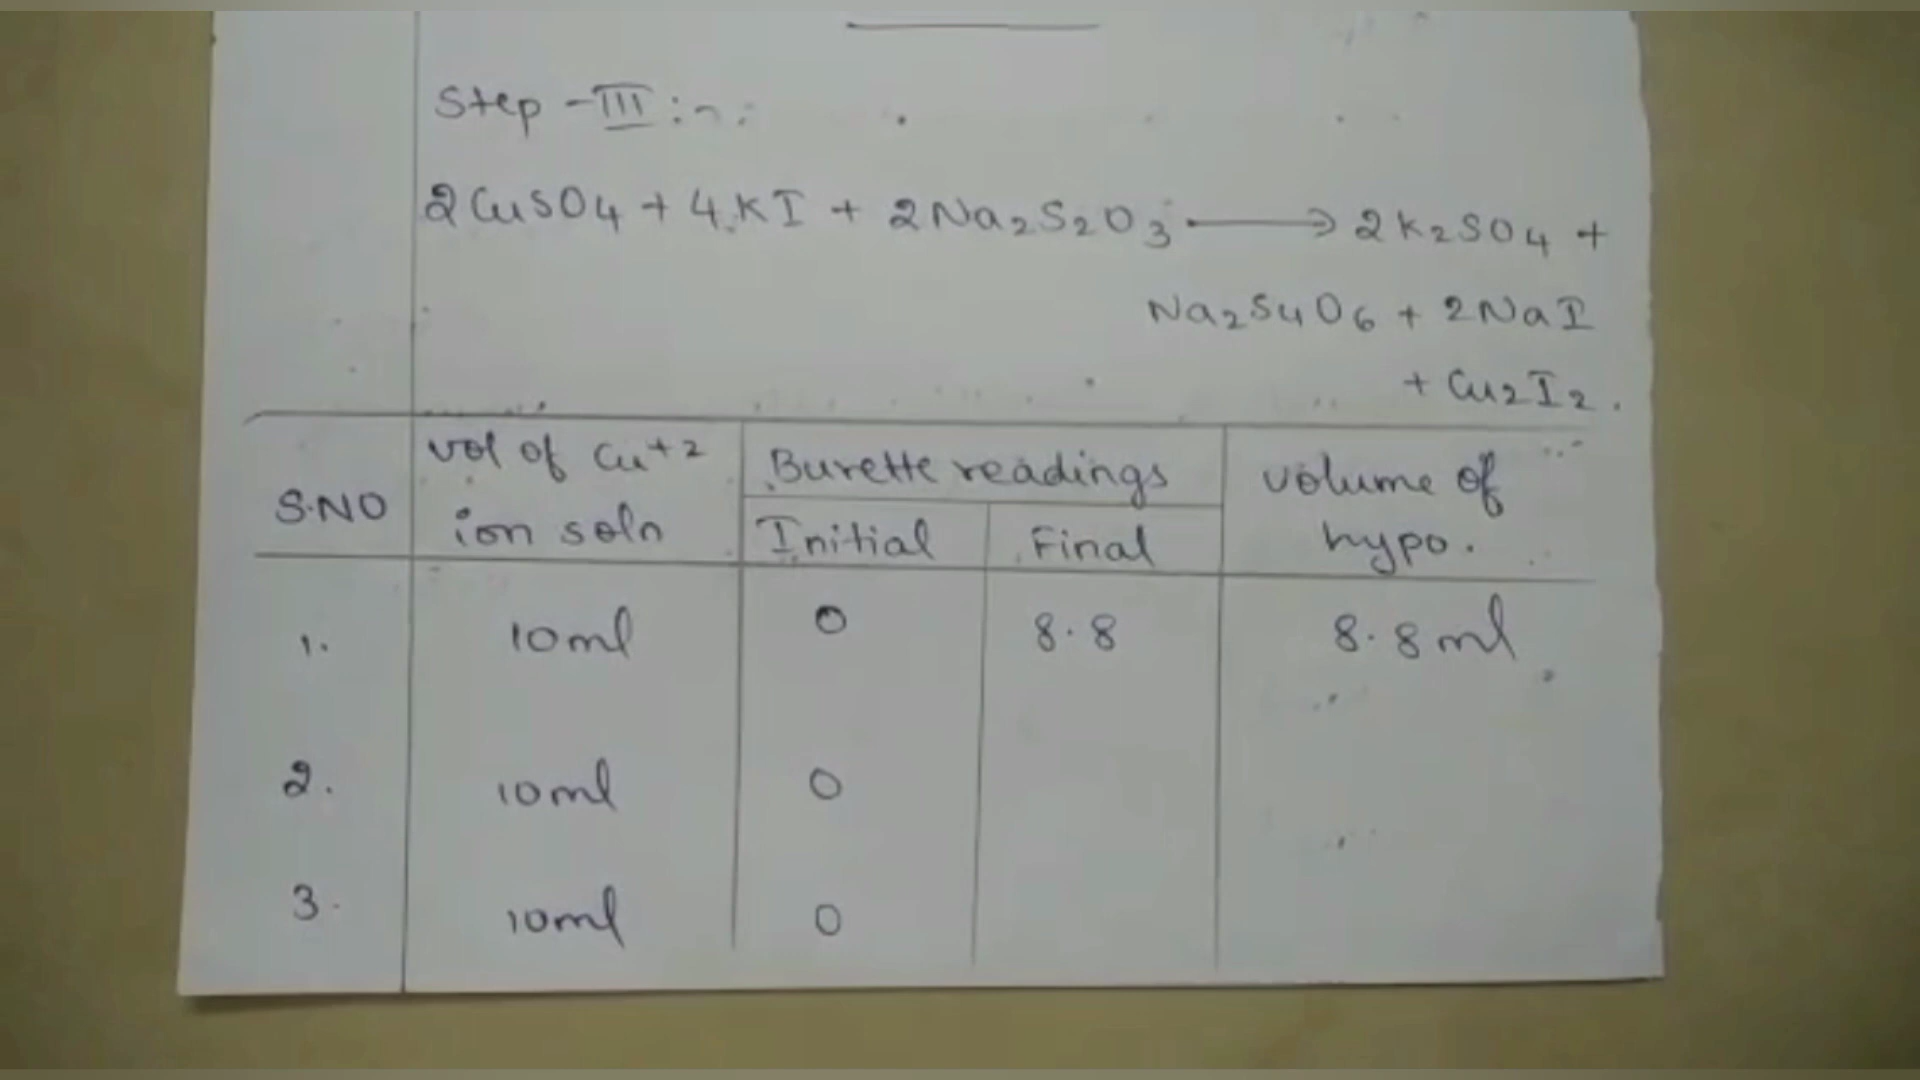 Step - III :-
2CuSO4 + 4KI + 2Na2S2O3 ⟶ 2K2SO4 +
Na2S4O6 + 2NaI
+ Cu2I2.
S.NO | vol of Cu+2 ion soln | Burette readings | volume of hypo.
Initial | Final
1. | 10ml | 0 | 8.8 | 8.8ml
2. | 10ml | 0
3. | 10ml | 0